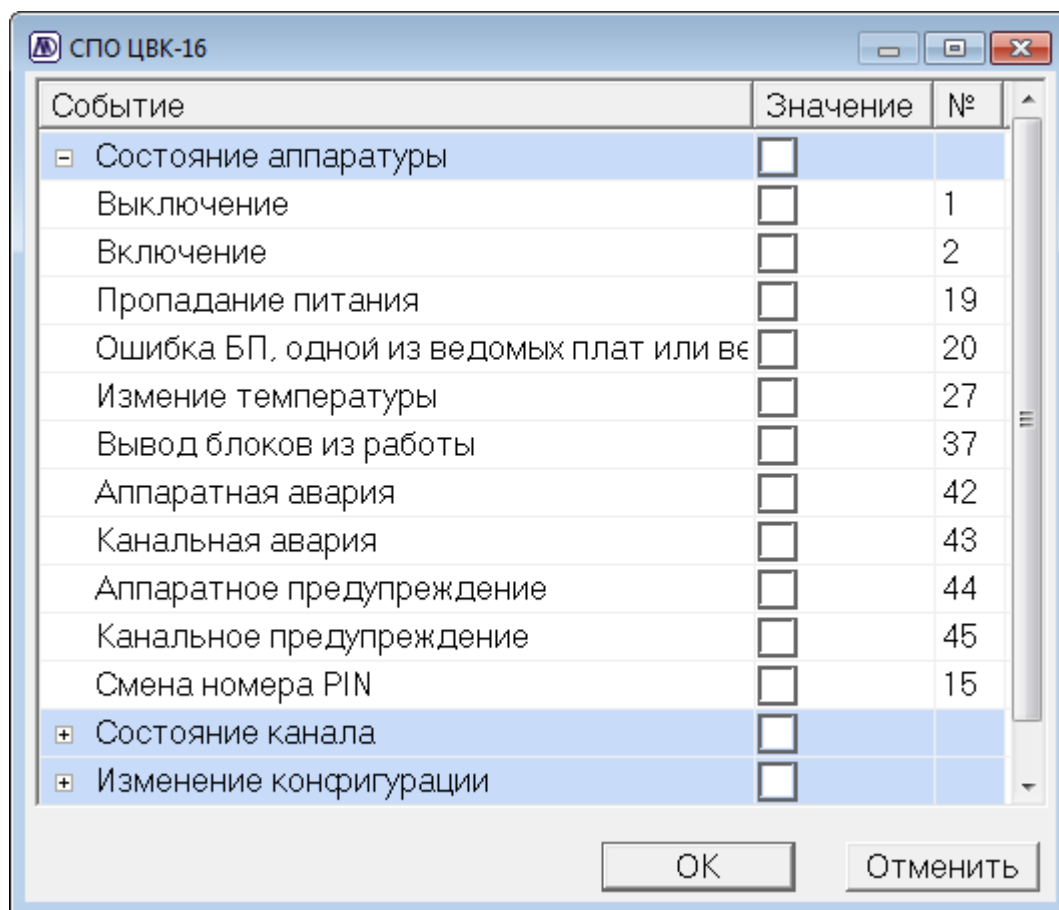 СПО ЦВК-16
Событие Значение №
Состояние аппаратуры
Выключение 1
Включение 2
Пропадание питания 19
Ошибка БП, одной из ведомых плат или ве 20
Измение температуры 27
Вывод блоков из работы 37
Аппаратная авария 42
Канальная авария 43
Аппаратное предупреждение 44
Канальное предупреждение 45
Смена номера PIN 15
Состояние канала
Изменение конфигурации
OK Отменить